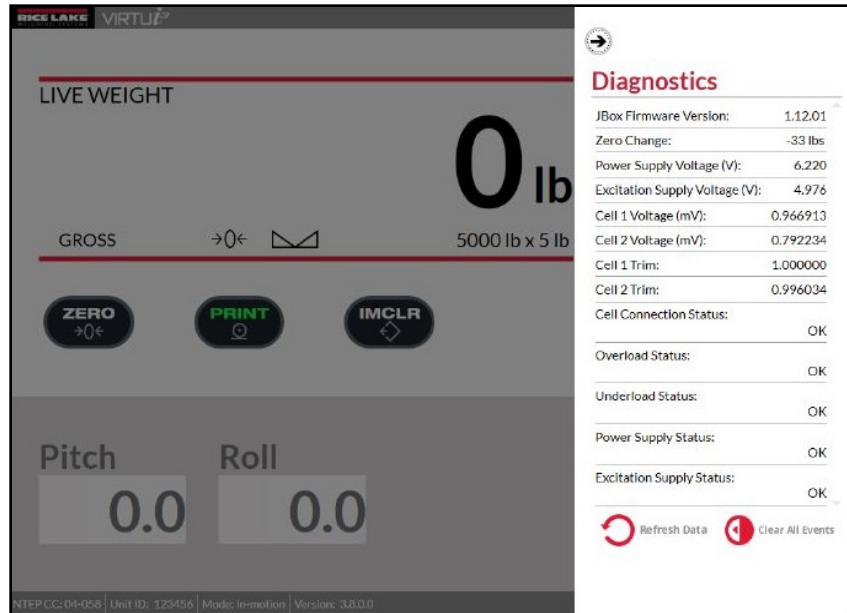 RICE LAKE VIRTUi³
WEIGHING SYSTEMS
LIVE WEIGHT
0 lb
GROSS →0← 5000 lb x 5 lb
ZERO
→0←
PRINT
IMCLR
Pitch Roll
0.0 0.0
NTEP CC: 04-058 Unit ID: 123456 Mode: In-motion Version: 3.8.0.0
Diagnostics
JBox Firmware Version: 1.12.01
Zero Change: -33 lbs
Power Supply Voltage (V): 6.220
Excitation Supply Voltage (V): 4.976
Cell 1 Voltage (mV): 0.966913
Cell 2 Voltage (mV): 0.792234
Cell 1 Trim: 1.000000
Cell 2 Trim: 0.996034
Cell Connection Status:
OK
Overload Status:
OK
Underload Status:
OK
Power Supply Status:
OK
Excitation Supply Status:
OK
Refresh Data Clear All Events